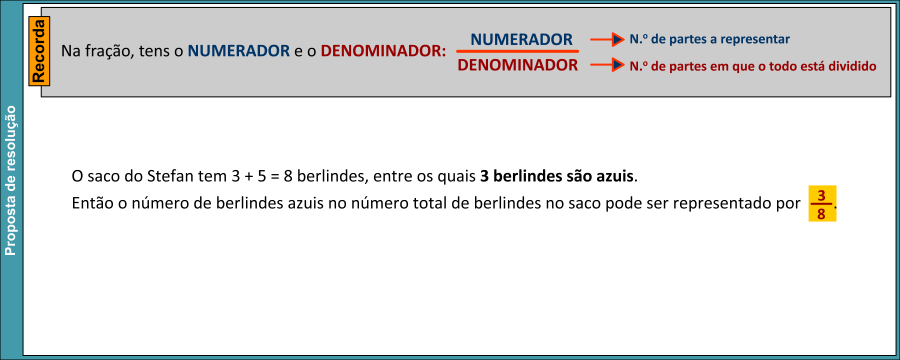 Proposta de resolução
Recorda
Na fração, tens o NUMERADOR e o DENOMINADOR:
NUMERADOR
DENOMINADOR
N.º de partes a representar
N.º de partes em que o todo está dividido
O saco do Stefan tem 3 + 5 = 8 berlindes, entre os quais 3 berlindes são azuis.
Então o número de berlindes azuis no número total de berlindes no saco pode ser representado por 3/8.